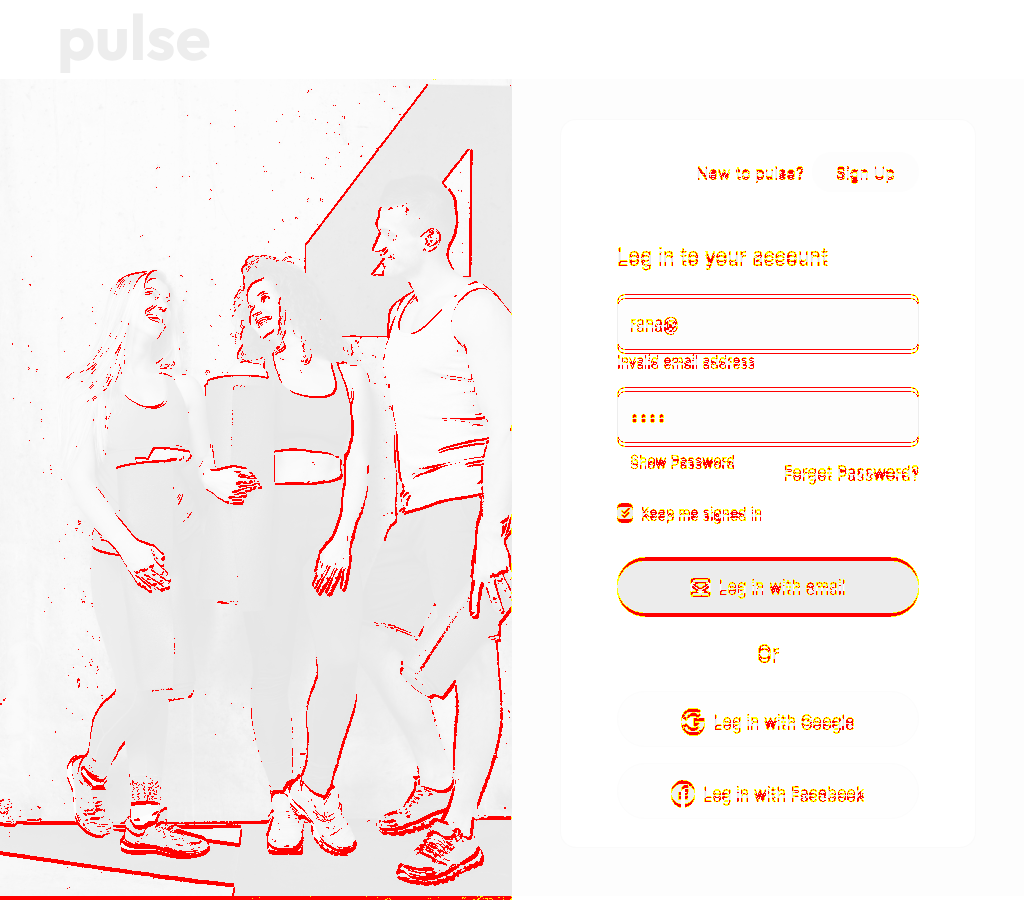 pulse
New to pulse? Sign Up
Log in to your account
rana@
Invalid email address
Show Password
Forgot Password?
Keep me signed in
Log in with email
Or
Log in with Google
Log in with Facebook